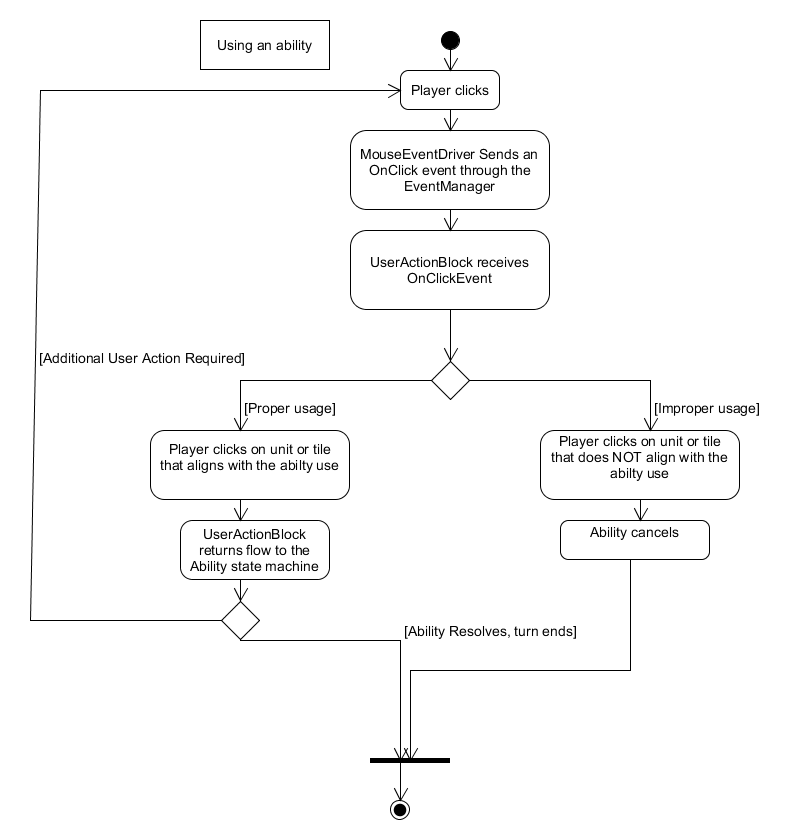 Using an ability
Player clicks
MouseEventDriver Sends an
OnClick event through the
EventManager
UserActionBlock receives
OnClickEvent
[Additional User Action Required]
[Proper usage]
[Improper usage]
Player clicks on unit or tile
that aligns with the abilty use
Player clicks on unit or tile
that does NOT align with the
abilty use
UserActionBlock
returns flow to the
Ability state machine
Ability cancels
[Ability Resolves, turn ends]